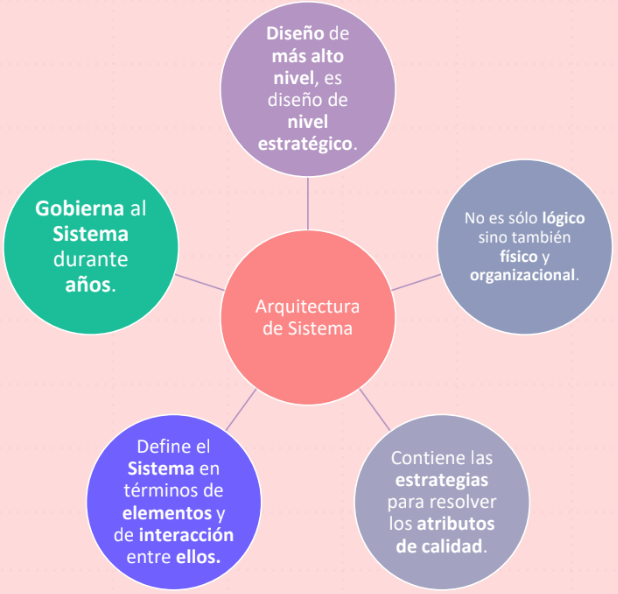 Diseño de
más alto
nivel, es
diseño de
nivel
estratégico.
No es sólo lógico
sino también
físico y
organizacional.
Contiene las
estrategias
para resolver
los atributos
de calidad.
Define el
Sistema en
términos de
elementos y
de interacción
entre ellos.
Gobierna al
Sistema
durante
años.
Arquitectura
de Sistema